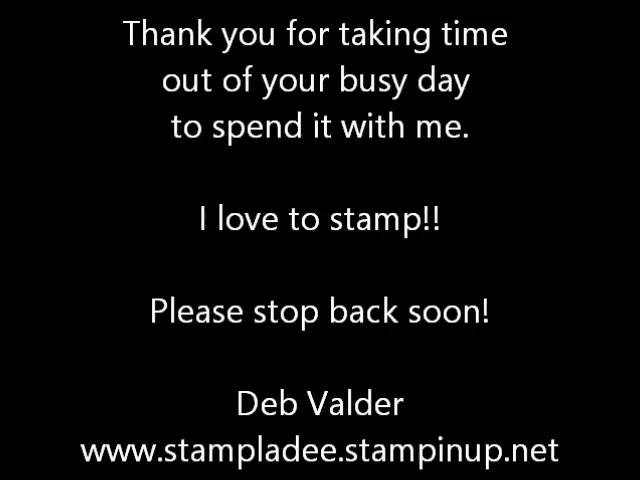 Thank you for taking time
out of your busy day
to spend it with me.
I love to stamp!!
Please stop back soon!
Deb Valder
www.stampladee.stampinup.net